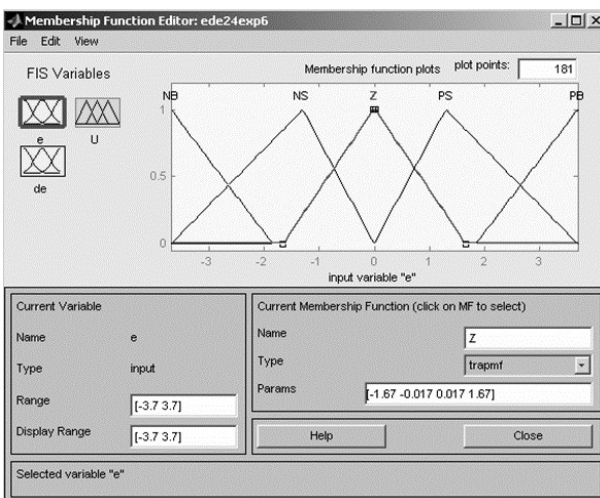 Membership Function Editor: ede24exp6
File Edit View
FIS Variables
Membership function plots
plot points:
181
NB NS Z PS PB
1
0.5
0
-3 -2 -1 0 1 2 3
input variable "e"
e
U
de
Current Variable
Name e
Type input
Range [-3.7 3.7]
Display Range [-3.7 3.7]
Current Membership Function (click on MF to select)
Name Z
Type trapmf
Params [-1.67 -0.017 0.017 1.67]
Help Close
Selected variable "e"